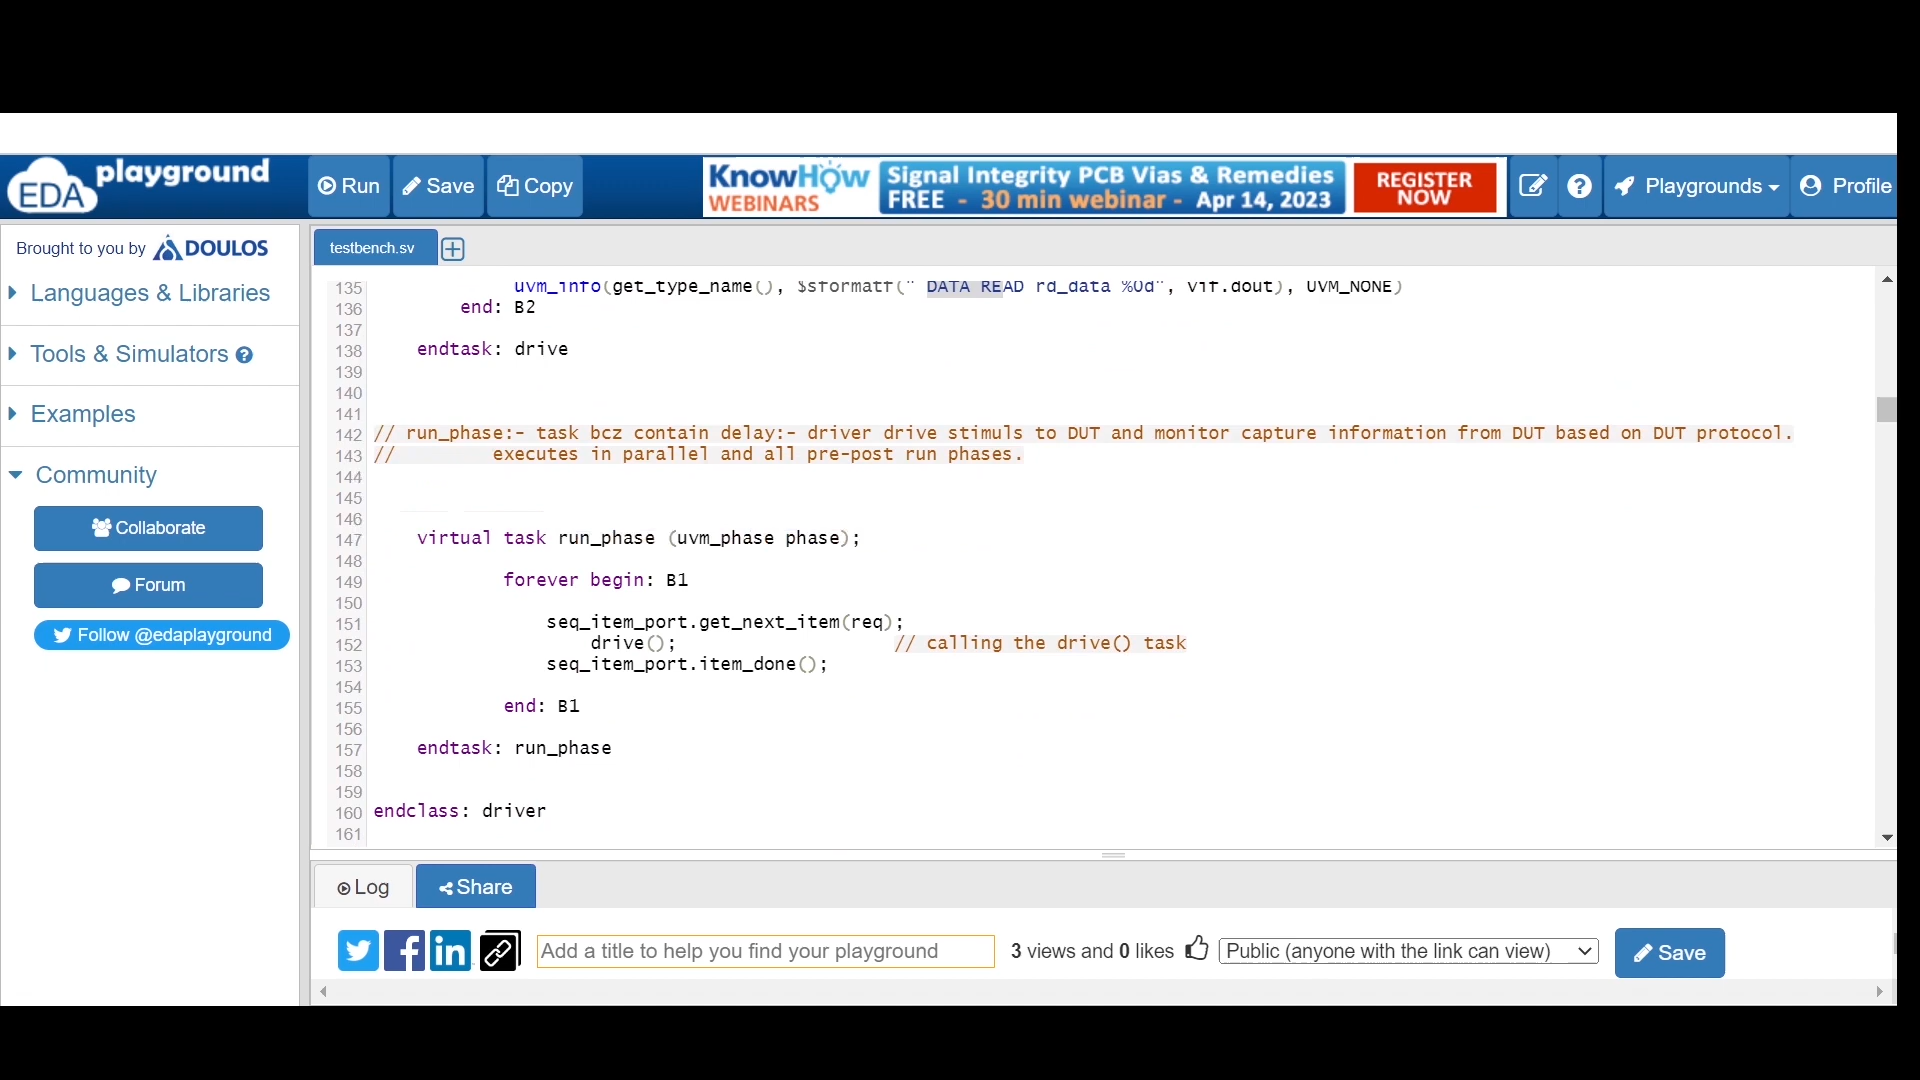 EDA playground
Run
Save
Copy
KnowHow
WEBINARS
Signal Integrity PCB Vias & Remedies
FREE - 30 min webinar - Apr 14, 2023
REGISTER
NOW
Playgrounds
Profile
Brought to you by DOULOS
Languages & Libraries
Tools & Simulators
Examples
Community
Collaborate
Forum
Follow @edaplayground
testbench.sv
135 uvm_info(get_type_name(), $sformatf(" DATA READ rd_data %0d", vif.dout), UVM_NONE)
136 end: B2
137
138 endtask: drive
139
140
141
142 // run_phase:- task bcz contain delay:- driver drive stimuls to DUT and monitor capture information from DUT based on DUT protocol.
143 // executes in parallel and all pre-post run phases.
144
145
146
147 virtual task run_phase (uvm_phase phase);
148
149 forever begin: B1
150
151 seq_item_port.get_next_item(req);
152 drive(); // calling the drive() task
153 seq_item_port.item_done();
154
155 end: B1
156
157 endtask: run_phase
158
159
160 endclass: driver
161
Log
Share
Add a title to help you find your playground
3 views and 0 likes
Public (anyone with the link can view)
Save